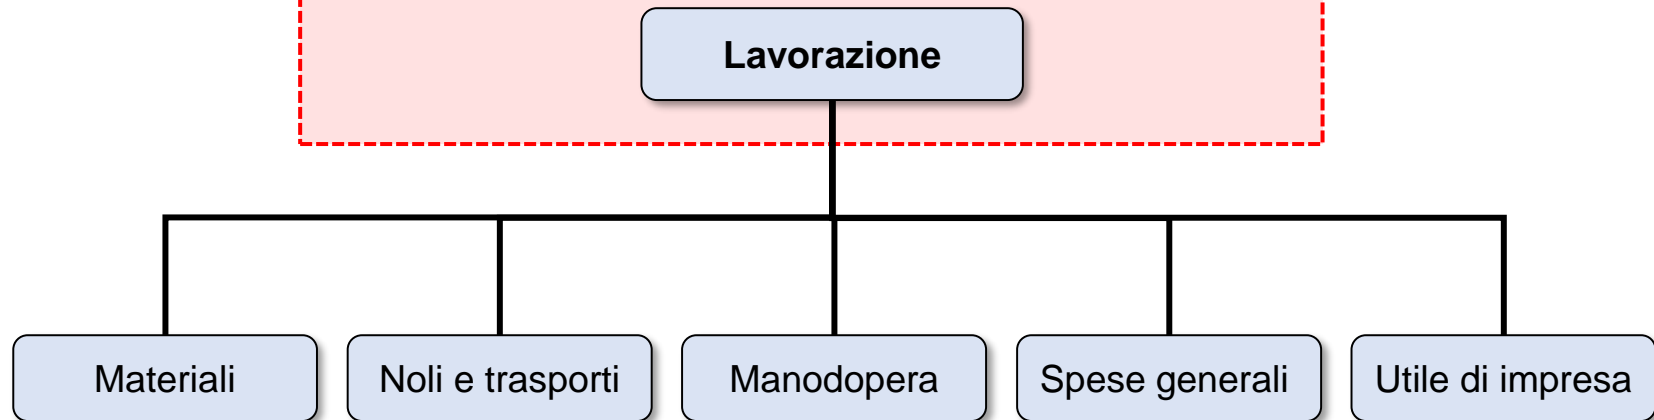 Lavorazione
Materiali
Noli e trasporti
Manodopera
Spese generali
Utile di impresa